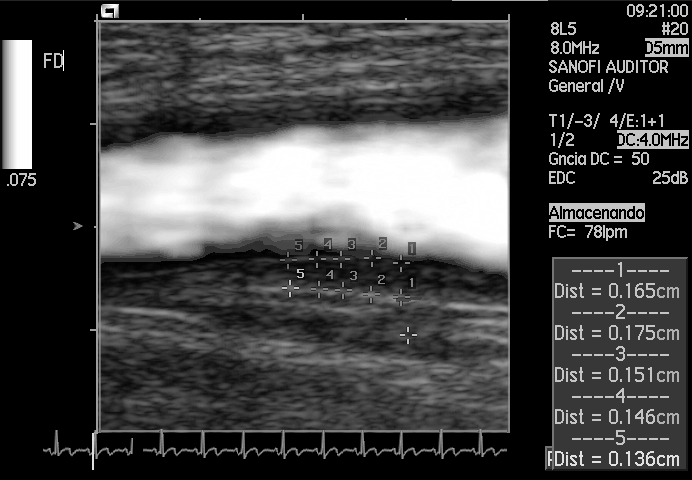 09:21:00
8L5 #20
8.0MHz D5mm
SANOFI AUDITOR
General /V
T1/-3/ 4/E:1+1
1/2 DC:4.0MHz
Gncia DC = 50
EDC 25dB
Almacenando
FC= 78lpm
FD
.075
5 4 3 2 1
5 4 3 2 1
----1----
Dist = 0.165cm
----2----
Dist = 0.175cm
----3----
Dist = 0.151cm
----4----
Dist = 0.146cm
----5----
Dist = 0.136cm